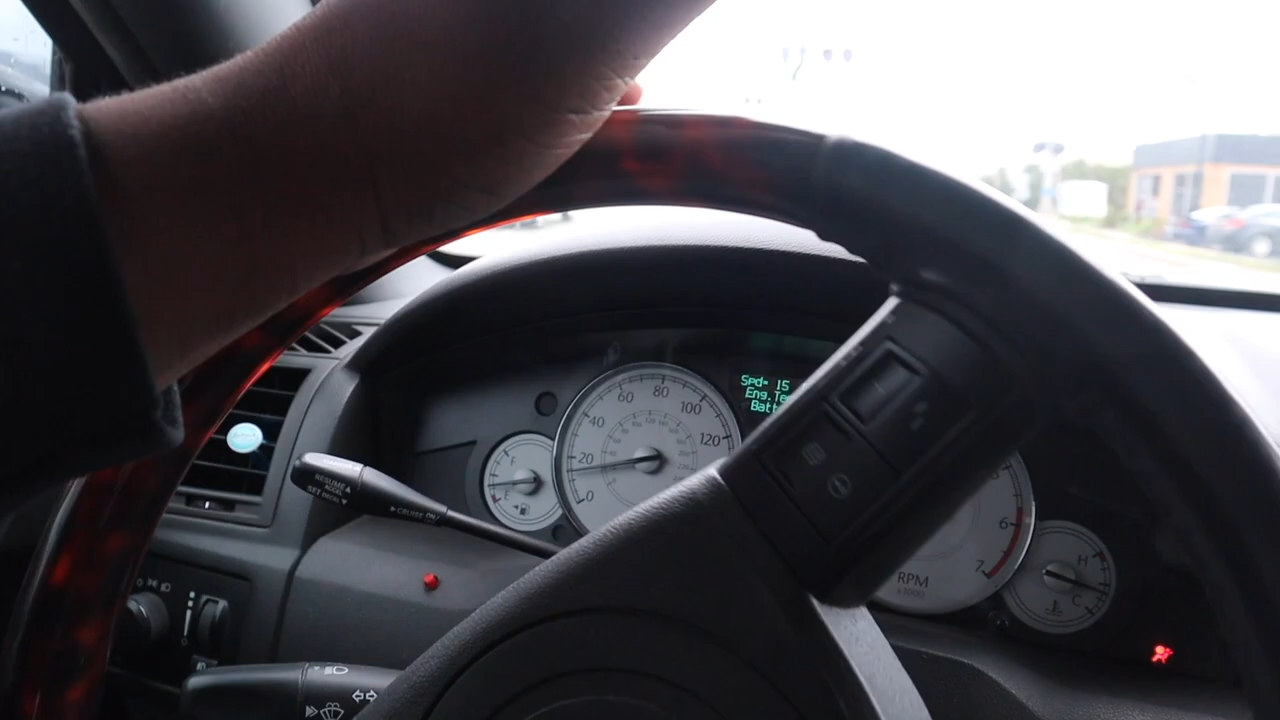 Spd= 15
Eng.Te
Batt
20
40
60
80
100
120
0
F
E
RESUME
ACCEL
SET DECEL
CRUISE ON
6
7
RPM
x1000
H
C